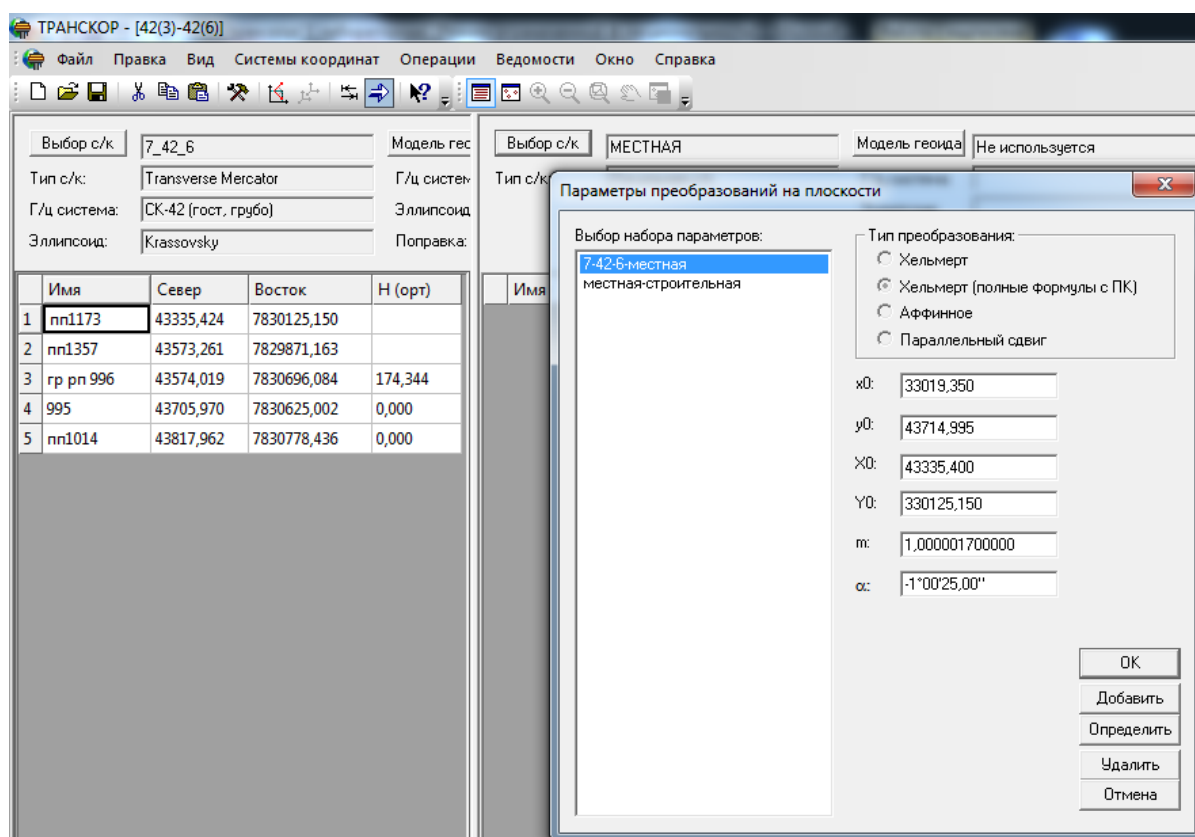 ТРАНСКОР - [42(3)-42(6)]
Файл Правка Вид Системы координат Операции Ведомости Окно Справка
Выбор с/к 7_42_6 Модель гео
Тип с/к: Transverse Mercator Г/ц систем
Г/ц система: СК-42 (гост, грубо) Эллипсоид
Эллипсоид: Krassovsky Поправка:
Имя Север Восток H (орт)
1 пп1173 43335,424 7830125,150
2 пп1357 43573,261 7829871,163
3 гр рп 996 43574,019 7830696,084 174,344
4 995 43705,970 7830625,002 0,000
5 пп1014 43817,962 7830778,436 0,000
Выбор с/к МЕСТНАЯ Модель геоида Не используется
Тип с/к
Имя
Параметры преобразований на плоскости
Выбор набора параметров:
7-42-6-местная
местная-строительная
Тип преобразования:
Хельмерт
Хельмерт (полные формулы с ПК)
Аффинное
Параллельный сдвиг
x0: 33019,350
y0: 43714,995
X0: 43335,400
Y0: 330125,150
m: 1,000001700000
α: -1°00'25,00''
OK
Добавить
Определить
Удалить
Отмена